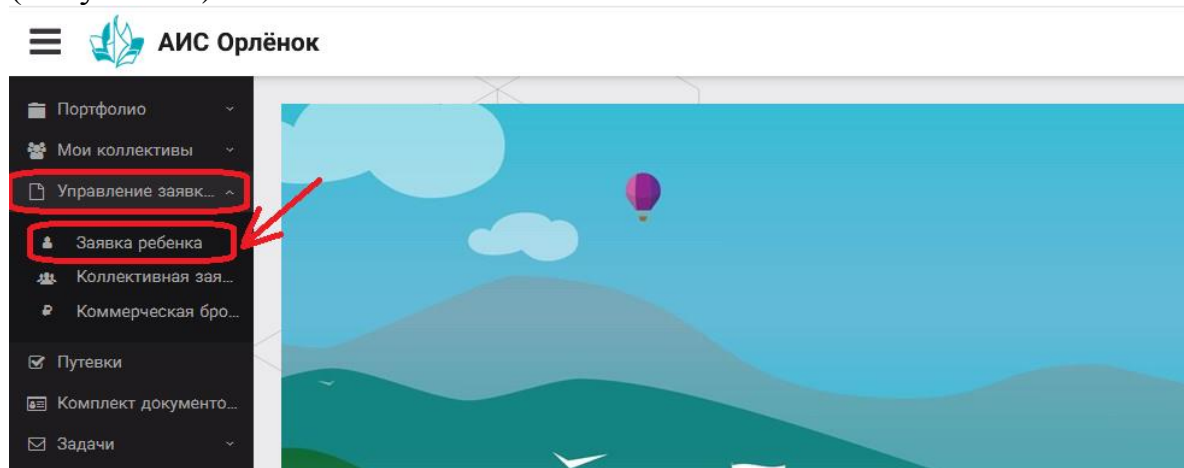 АИС Орлёнок
Портфолио
Мои коллективы
Управление заявк...
Заявка ребенка
Коллективная зая...
Коммерческая бро...
Путевки
Комплект документо...
Задачи